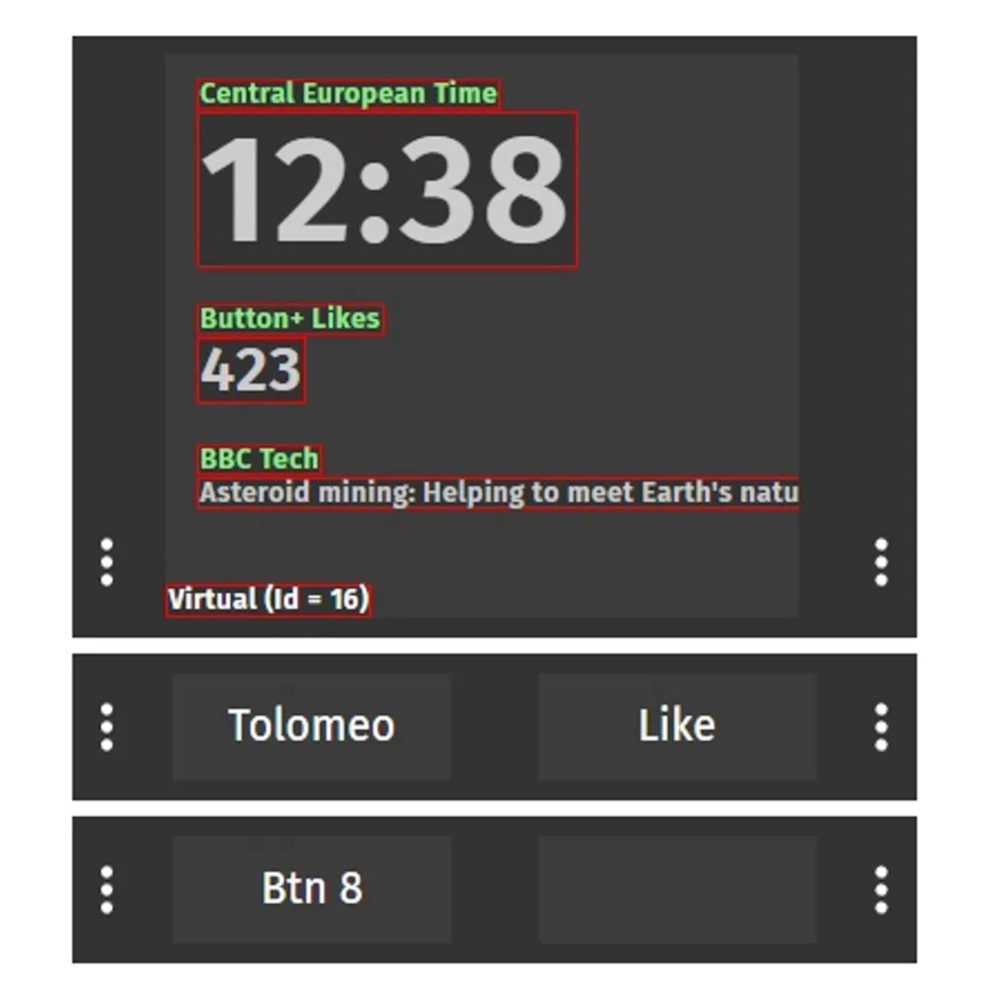 Central European Time
12:38
Button+ Likes
423
BBC Tech
Asteroid mining: Helping to meet Earth's natu
Virtual (Id = 16)
Tolomeo
Like
Btn 8